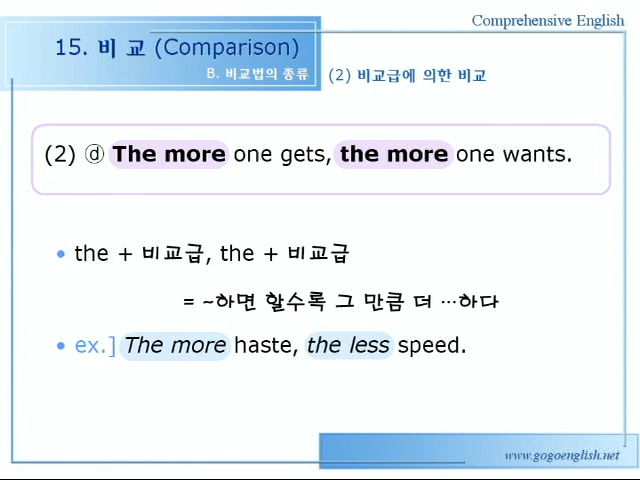 Comprehensive English
15. 비 교 (Comparison)
B. 비교법의 종류
(2) 비교급에 의한 비교
(2) ⓓ The more one gets, the more one wants.
• the + 비교급, the + 비교급
= ~하면 할수록 그 만큼 더 …하다
• ex.] The more haste, the less speed.
www.gogoenglish.net